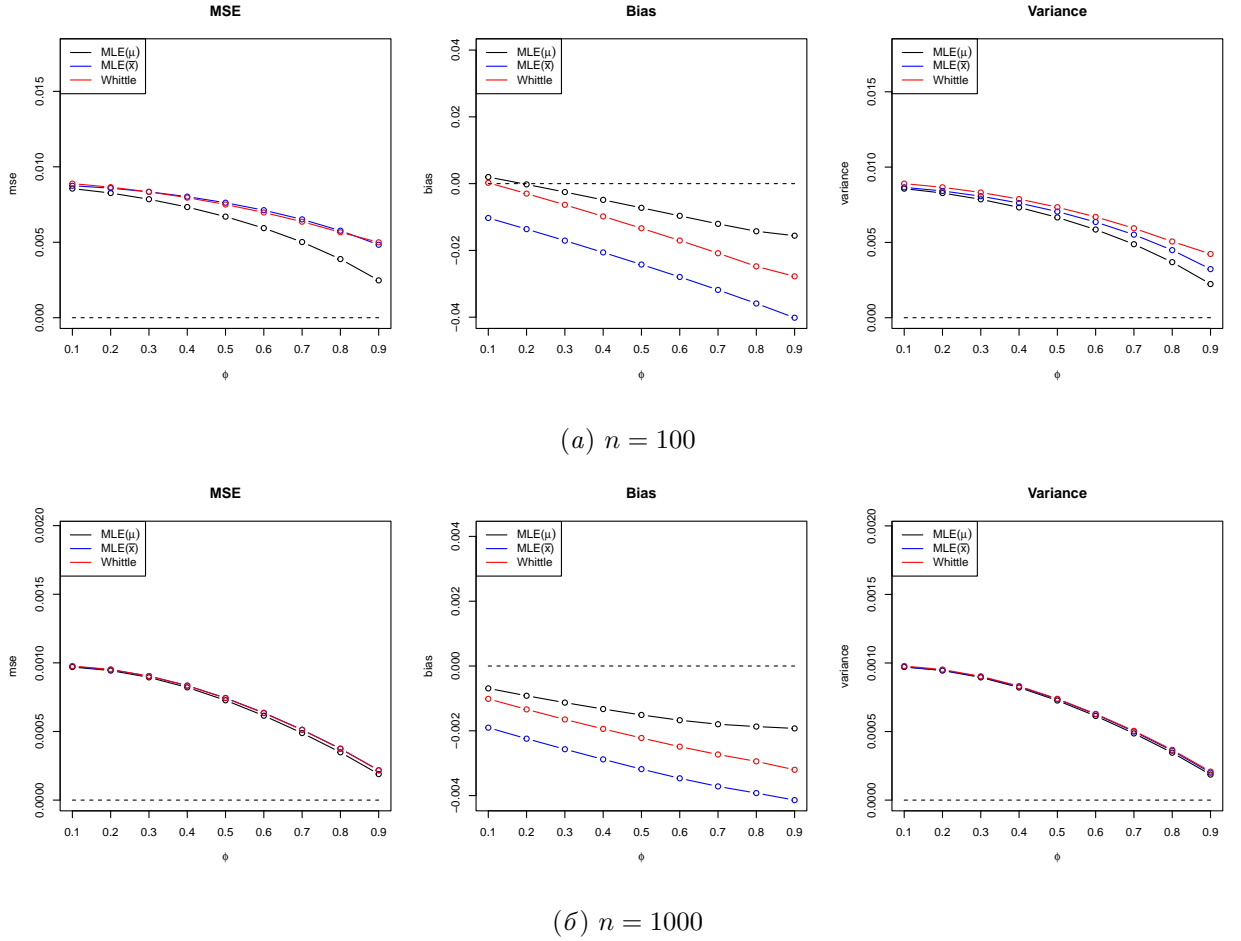 MSE
MLE(μ)
MLE(x̅)
Whittle
mse
0.000 0.005 0.010 0.015
0.1 0.2 0.3 0.4 0.5 0.6 0.7 0.8 0.9
ϕ
Bias
MLE(μ)
MLE(x̅)
Whittle
bias
−0.04 −0.02 0.00 0.02 0.04
0.1 0.2 0.3 0.4 0.5 0.6 0.7 0.8 0.9
ϕ
Variance
MLE(μ)
MLE(x̅)
Whittle
variance
0.000 0.005 0.010 0.015
0.1 0.2 0.3 0.4 0.5 0.6 0.7 0.8 0.9
ϕ
(а) n = 100
MSE
MLE(μ)
MLE(x̅)
Whittle
mse
0.0000 0.0005 0.0010 0.0015 0.0020
0.1 0.2 0.3 0.4 0.5 0.6 0.7 0.8 0.9
ϕ
Bias
MLE(μ)
MLE(x̅)
Whittle
bias
−0.004 −0.002 0.000 0.002 0.004
0.1 0.2 0.3 0.4 0.5 0.6 0.7 0.8 0.9
ϕ
Variance
MLE(μ)
MLE(x̅)
Whittle
variance
0.0000 0.0005 0.0010 0.0015 0.0020
0.1 0.2 0.3 0.4 0.5 0.6 0.7 0.8 0.9
ϕ
(б) n = 1000